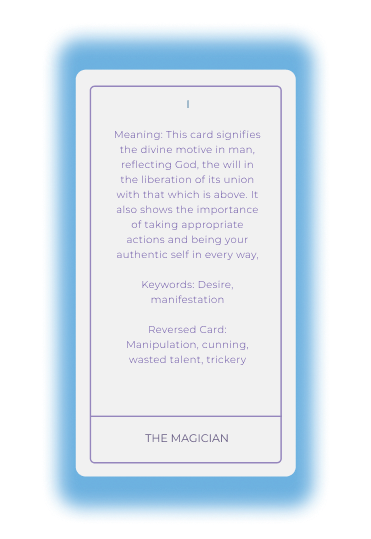 I
Meaning: This card signifies
the divine motive in man,
reflecting God, the will in
the liberation of its union
with that which is above. It
also shows the importance
of taking appropriate
actions and being your
authentic self in every way,
Keywords: Desire,
manifestation
Reversed Card:
Manipulation, cunning,
wasted talent, trickery
THE MAGICIAN